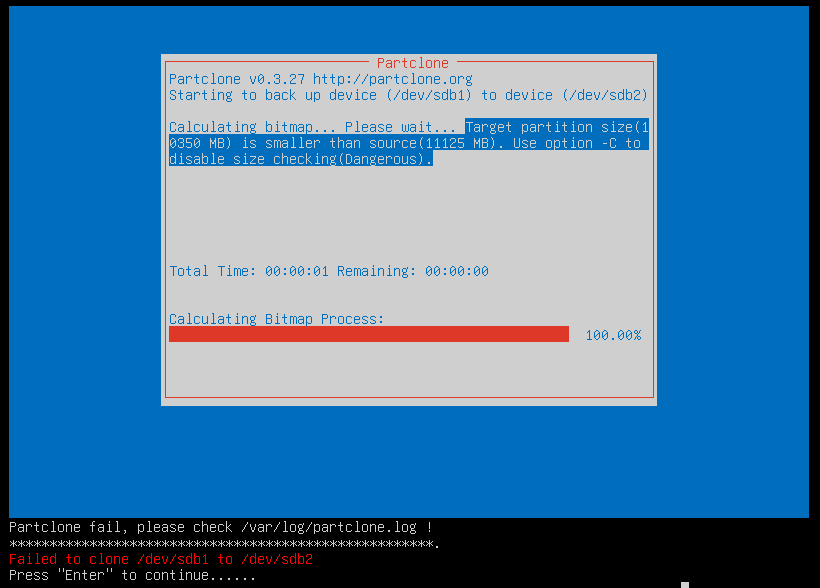 Partclone
Partclone v0.3.27 http://partclone.org
Starting to back up device (/dev/sdb1) to device (/dev/sdb2)
Calculating bitmap... Please wait... Target partition size(1
0350 MB) is smaller than source(11125 MB). Use option -C to
disable size checking(Dangerous).
Total Time: 00:00:01 Remaining: 00:00:00
Calculating Bitmap Process:
100.00%
Partclone fail, please check /var/log/partclone.log !
*****************************************************.
Failed to clone /dev/sdb1 to /dev/sdb2
Press "Enter" to continue......